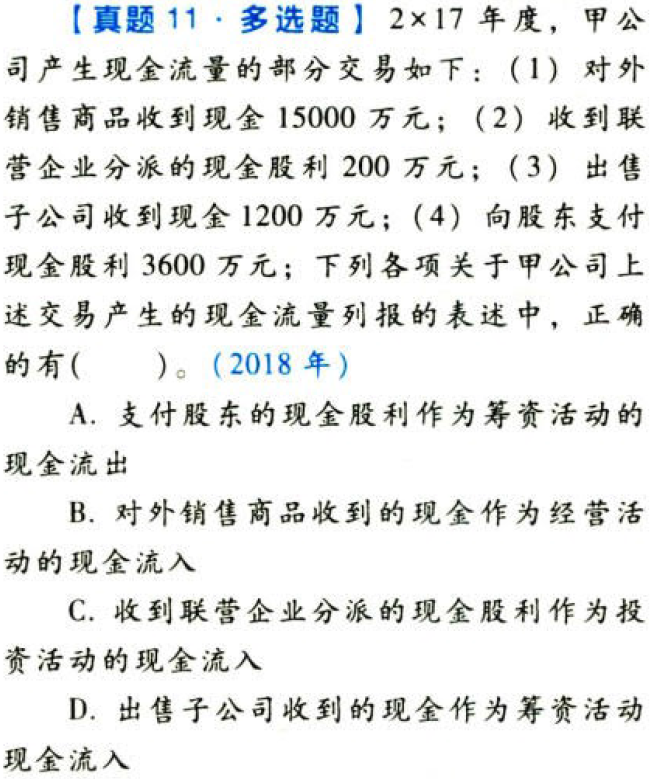 【真题 11 · 多选题】 2×17 年度，甲公
司产生现金流量的部分交易如下：（1）对外
销售商品收到现金 15000 万元；（2）收到联
营企业分派的现金股利 200 万元；（3）出售
子公司收到现金 1200 万元；（4）向股东支付
现金股利 3600 万元；下列各项关于甲公司上
述交易产生的现金流量列报的表述中，正确
的有(　　)。（2018 年）
A. 支付股东的现金股利作为筹资活动的
现金流出
B. 对外销售商品收到的现金作为经营活
动的现金流入
C. 收到联营企业分派的现金股利作为投
资活动的现金流入
D. 出售子公司收到的现金作为筹资活动
现金流入